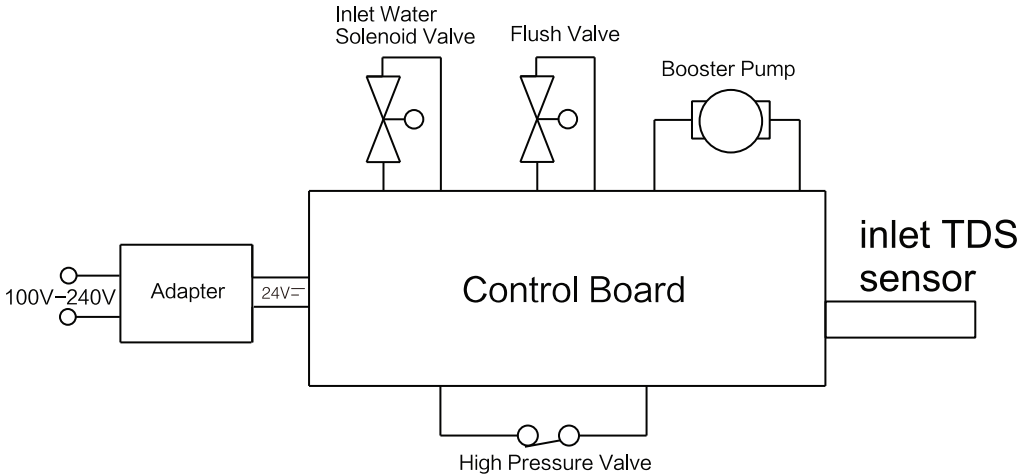 Inlet Water
Solenoid Valve
Flush Valve
Booster Pump
inlet TDS
sensor
100V-240V
Adapter
24V⎓
Control Board
High Pressure Valve